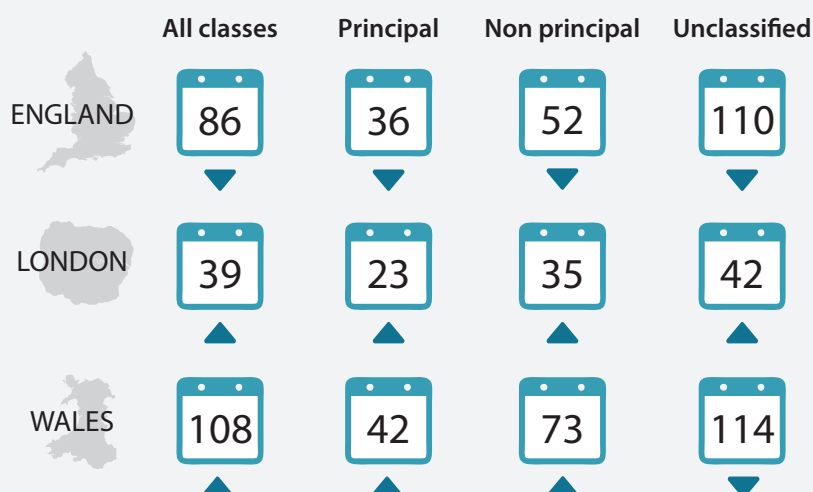 All classes Principal Non principal Unclassified
ENGLAND 86 36 52 110
LONDON 39 23 35 42
WALES 108 42 73 114